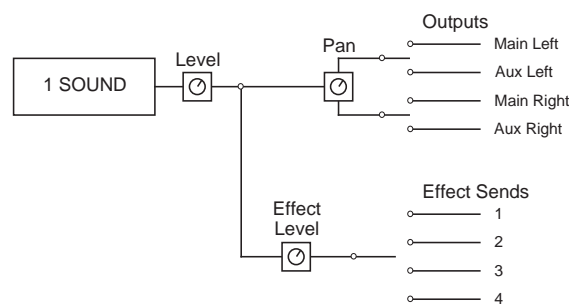 Outputs
Main Left
Aux Left
Main Right
Aux Right
Pan
Level
1 SOUND
Effect Sends
1
2
3
4
Effect
Level